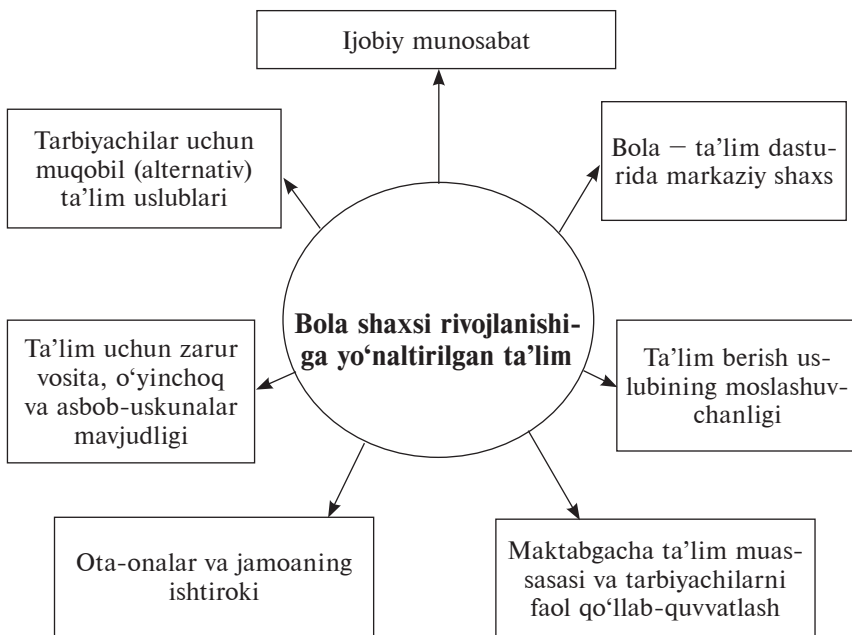 Ijobiy munosabat
Tarbiyachilar uchun
muqobil (alternativ)
ta’lim uslublari
Bola – ta’lim dastu-
rida markaziy shaxs
Bola shaxsi rivojlanishi-
ga yo‘naltirilgan ta’lim
Ta’lim uchun zarur
vosita, o‘yinchoq
va asbob-uskunalar
mavjudligi
Ta’lim berish us-
lubining moslashuv-
chanligi
Ota-onalar va jamoaning
ishtiroki
Maktabgacha ta’lim muas-
sasasi va tarbiyachilarni
faol qo‘llab-quvvatlash